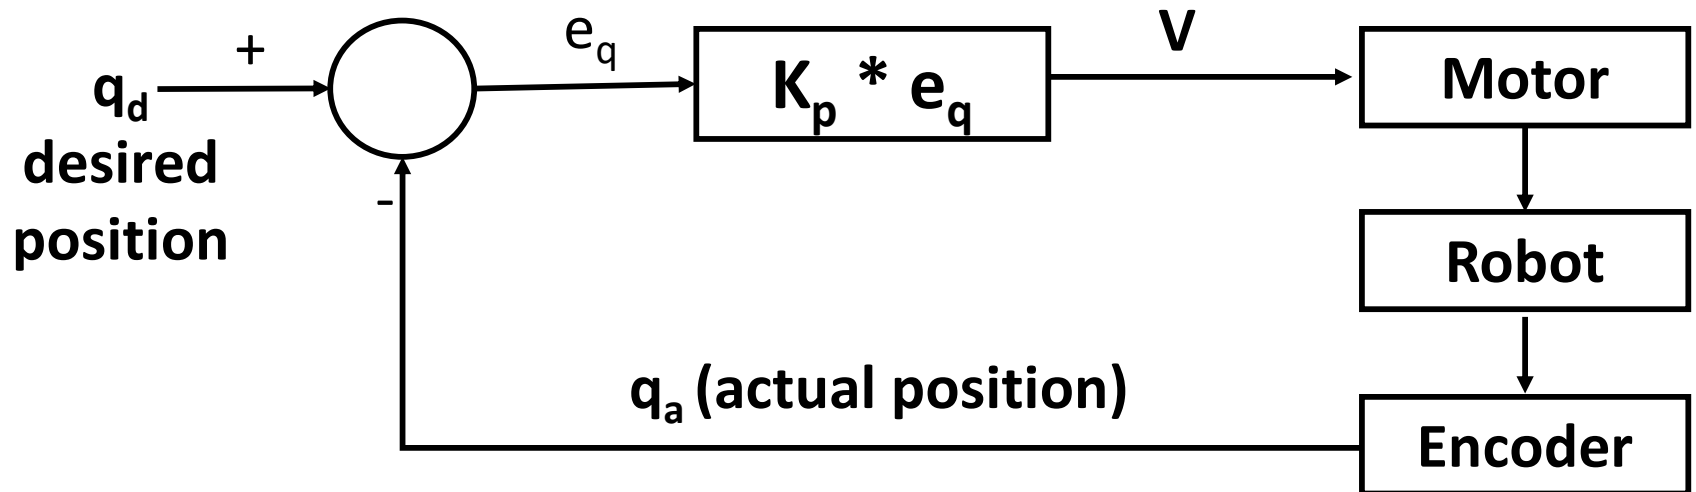 +
e_q
V
q_d
desired
position
K_p * e_q
Motor
-
Robot
q_a (actual position)
Encoder